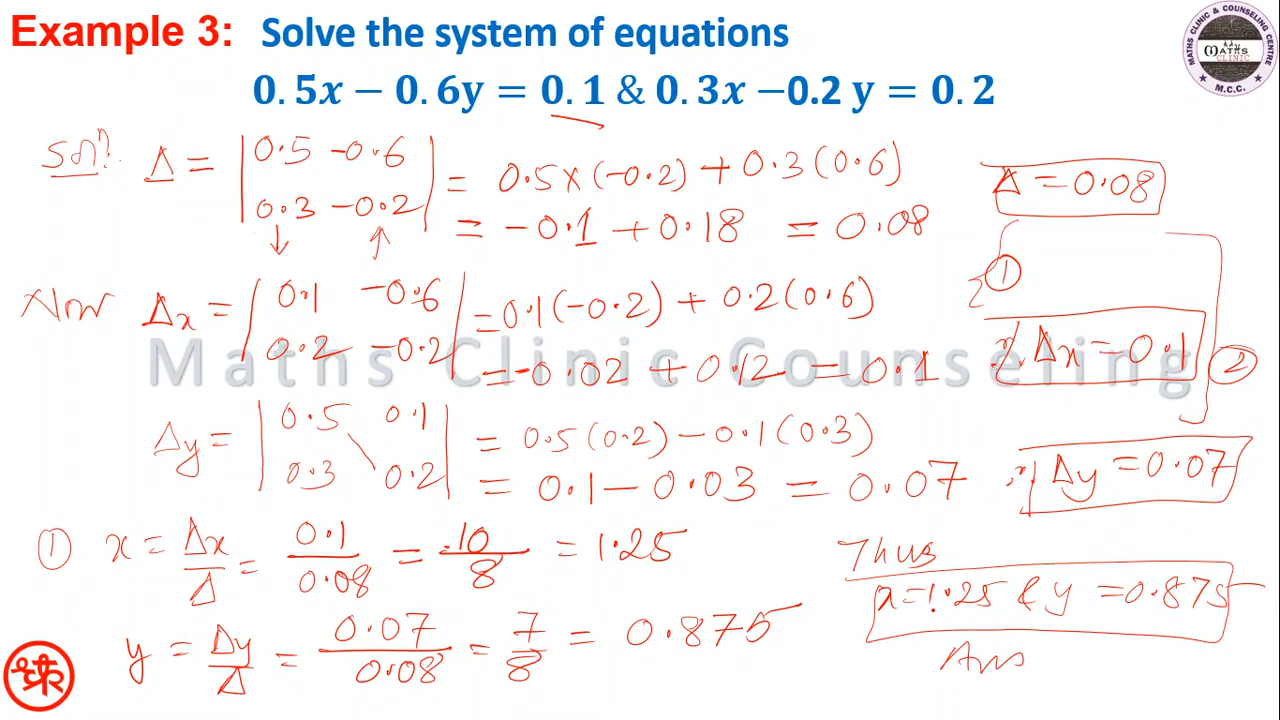 Example 3: Solve the system of equations
0.5x − 0.6y = 0.1 & 0.3x −0.2 y = 0.2
MATHS CLINIC & COUNSELING CENTRE
MATHS
CLINIC
★ M.C.C. ★
Solⁿ: Δ = | 0.5 -0.6 | = 0.5×(-0.2) + 0.3(0.6)
| 0.3 -0.2 | = -0.1 + 0.18 = 0.08
Δ = 0.08
①
Now Δx = | 0.1 -0.6 | = 0.1(-0.2) + 0.2(0.6)
| 0.2 -0.2 | = -0.02 + 0.12 = 0.1
Δx = 0.1
②
Maths Clinic Counseling
Δy = | 0.5 0.1 | = 0.5(0.2) - 0.1(0.3)
| 0.3 0.2 | = 0.1 - 0.03 = 0.07
Δy = 0.07
① x = Δx/Δ = 0.1/0.08 = 10/8 = 1.25
y = Δy/Δ = 0.07/0.08 = 7/8 = 0.875
Thus
x = 1.25 & y = 0.875
Ans
श्री